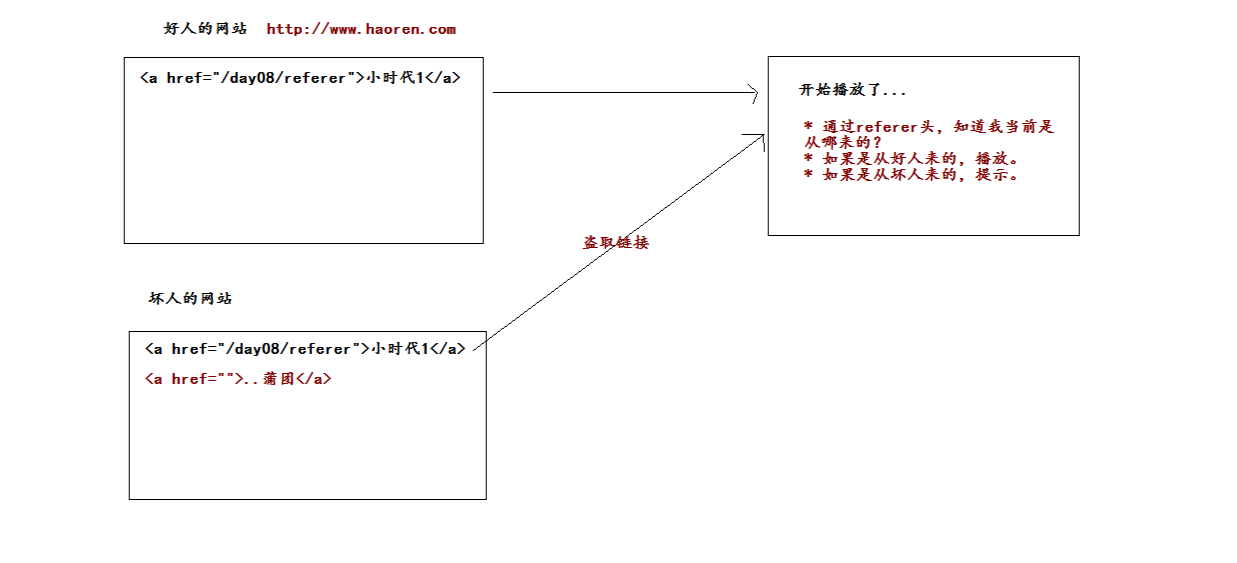 好人的网站 http://www.haoren.com
<a href="/day08/referer">小时代1</a>
开始播放了...
* 通过referer头，知道我当前是
从哪来的？
* 如果是从好人来的，播放。
* 如果是从坏人来的，提示。
盗取链接
坏人的网站
<a href="/day08/referer">小时代1</a>
<a href="">..蒲团</a>